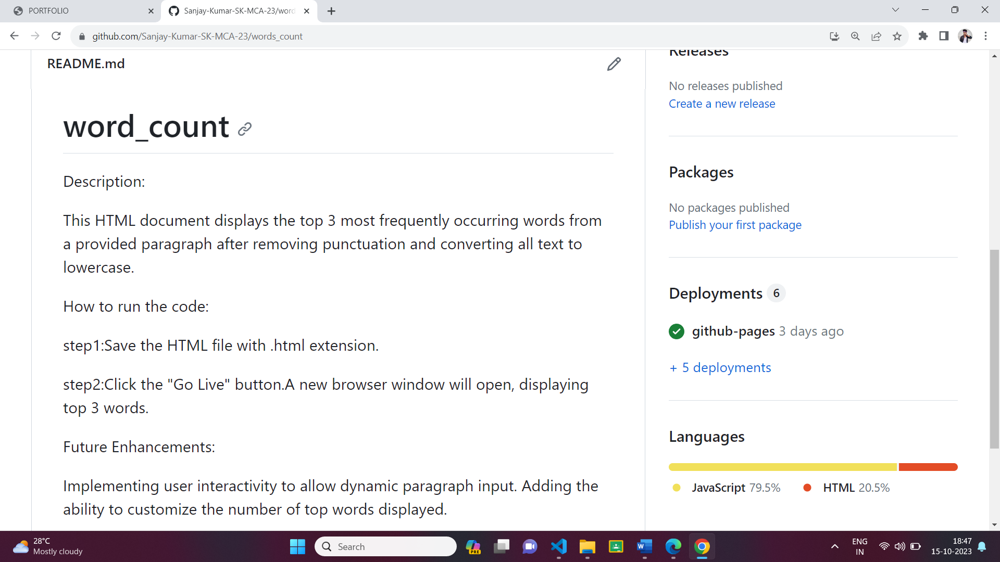 PORTFOLIO
Sanjay-Kumar-SK-MCA-23/word
github.com/Sanjay-Kumar-SK-MCA-23/words_count
README.md
word_count
Description:
This HTML document displays the top 3 most frequently occurring words from
a provided paragraph after removing punctuation and converting all text to
lowercase.
How to run the code:
step1:Save the HTML file with .html extension.
step2:Click the "Go Live" button.A new browser window will open, displaying
top 3 words.
Future Enhancements:
Implementing user interactivity to allow dynamic paragraph input. Adding the
ability to customize the number of top words displayed.
Releases
No releases published
Create a new release
Packages
No packages published
Publish your first package
Deployments 6
github-pages 3 days ago
+ 5 deployments
Languages
JavaScript 79.5% HTML 20.5%
28°C
Mostly cloudy
Search
PRE
W
ENG
IN
18:47
15-10-2023